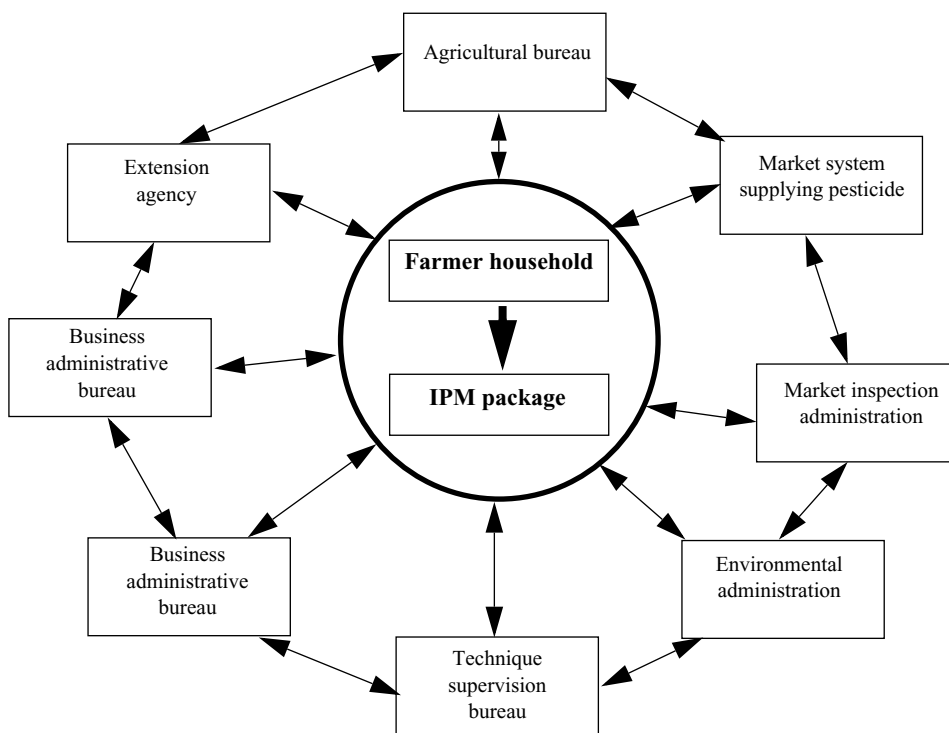 Agricultural bureau
Extension
agency
Market system
supplying pesticide
Farmer household
Business
administrative
bureau
IPM package
Market inspection
administration
Business
administrative
bureau
Environmental
administration
Technique
supervision
bureau